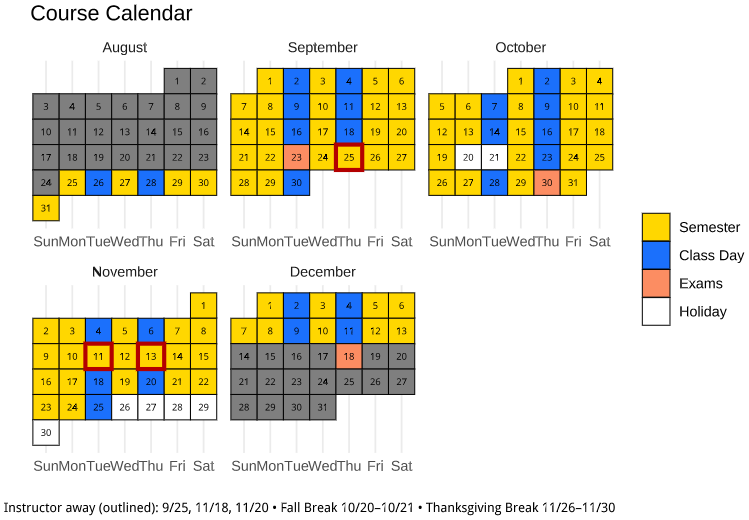 Course Calendar
August September October
1 2 1 2 3 4 5 6 1 2 3 4
3 4 5 6 7 8 9 7 8 9 10 11 12 13 5 6 7 8 9 10 11
10 11 12 13 14 15 16 14 15 16 17 18 19 20 12 13 14 15 16 17 18
17 18 19 20 21 22 23 21 22 23 24 25 26 27 19 20 21 22 23 24 25
24 25 26 27 28 29 30 28 29 30 26 27 28 29 30 31
31
Sun Mon Tue Wed Thu Fri Sat Sun Mon Tue Wed Thu Fri Sat Sun Mon Tue Wed Thu Fri Sat
Semester
Class Day
Exams
Holiday
November December
1 1 2 3 4 5 6
2 3 4 5 6 7 8 7 8 9 10 11 12 13
9 10 11 12 13 14 15 14 15 16 17 18 19 20
16 17 18 19 20 21 22 21 22 23 24 25 26 27
23 24 25 26 27 28 29 28 29 30 31
30
Sun Mon Tue Wed Thu Fri Sat Sun Mon Tue Wed Thu Fri Sat
Instructor away (outlined): 9/25, 11/18, 11/20 • Fall Break 10/20–10/21 • Thanksgiving Break 11/26–11/30